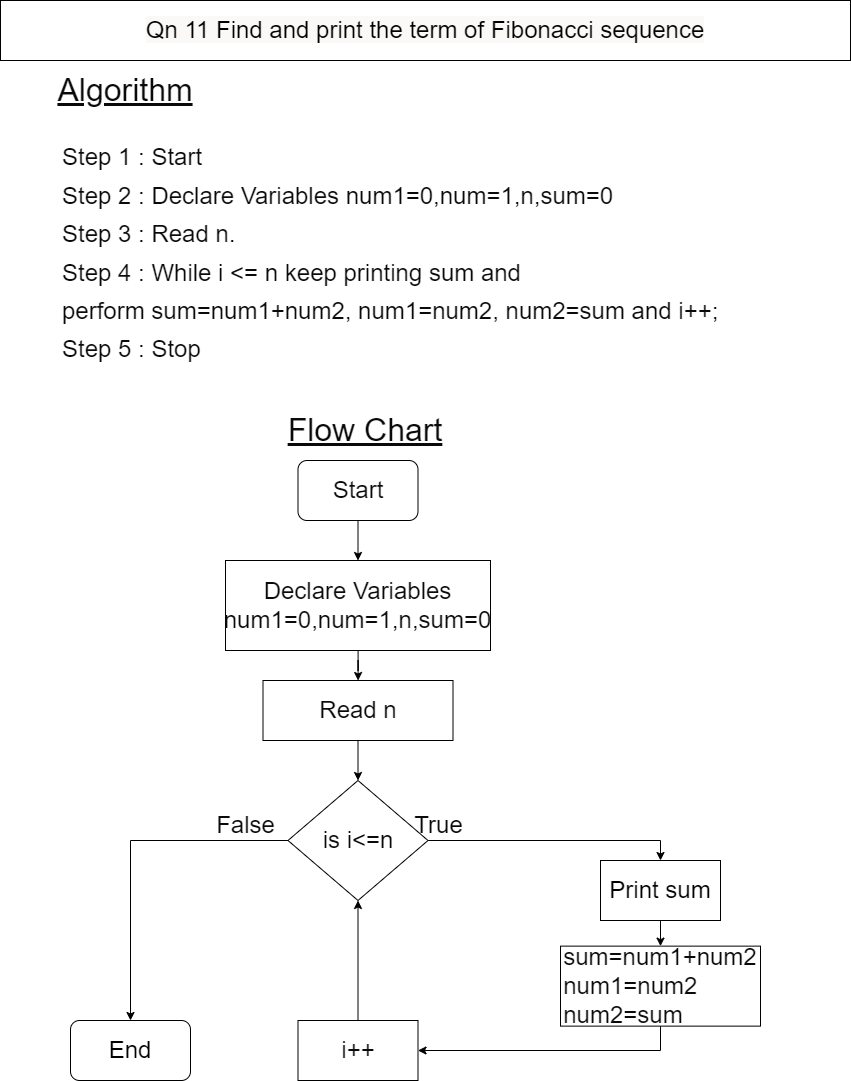 Qn 11 Find and print the term of Fibonacci sequence
Algorithm
Step 1 : Start
Step 2 : Declare Variables num1=0,num=1,n,sum=0
Step 3 : Read n.
Step 4 : While i <= n keep printing sum and
perform sum=num1+num2, num1=num2, num2=sum and i++;
Step 5 : Stop
Flow Chart
Start
Declare Variables
num1=0,num=1,n,sum=0
Read n
False
True
is i<=n
Print sum
sum=num1+num2
num1=num2
num2=sum
End
i++